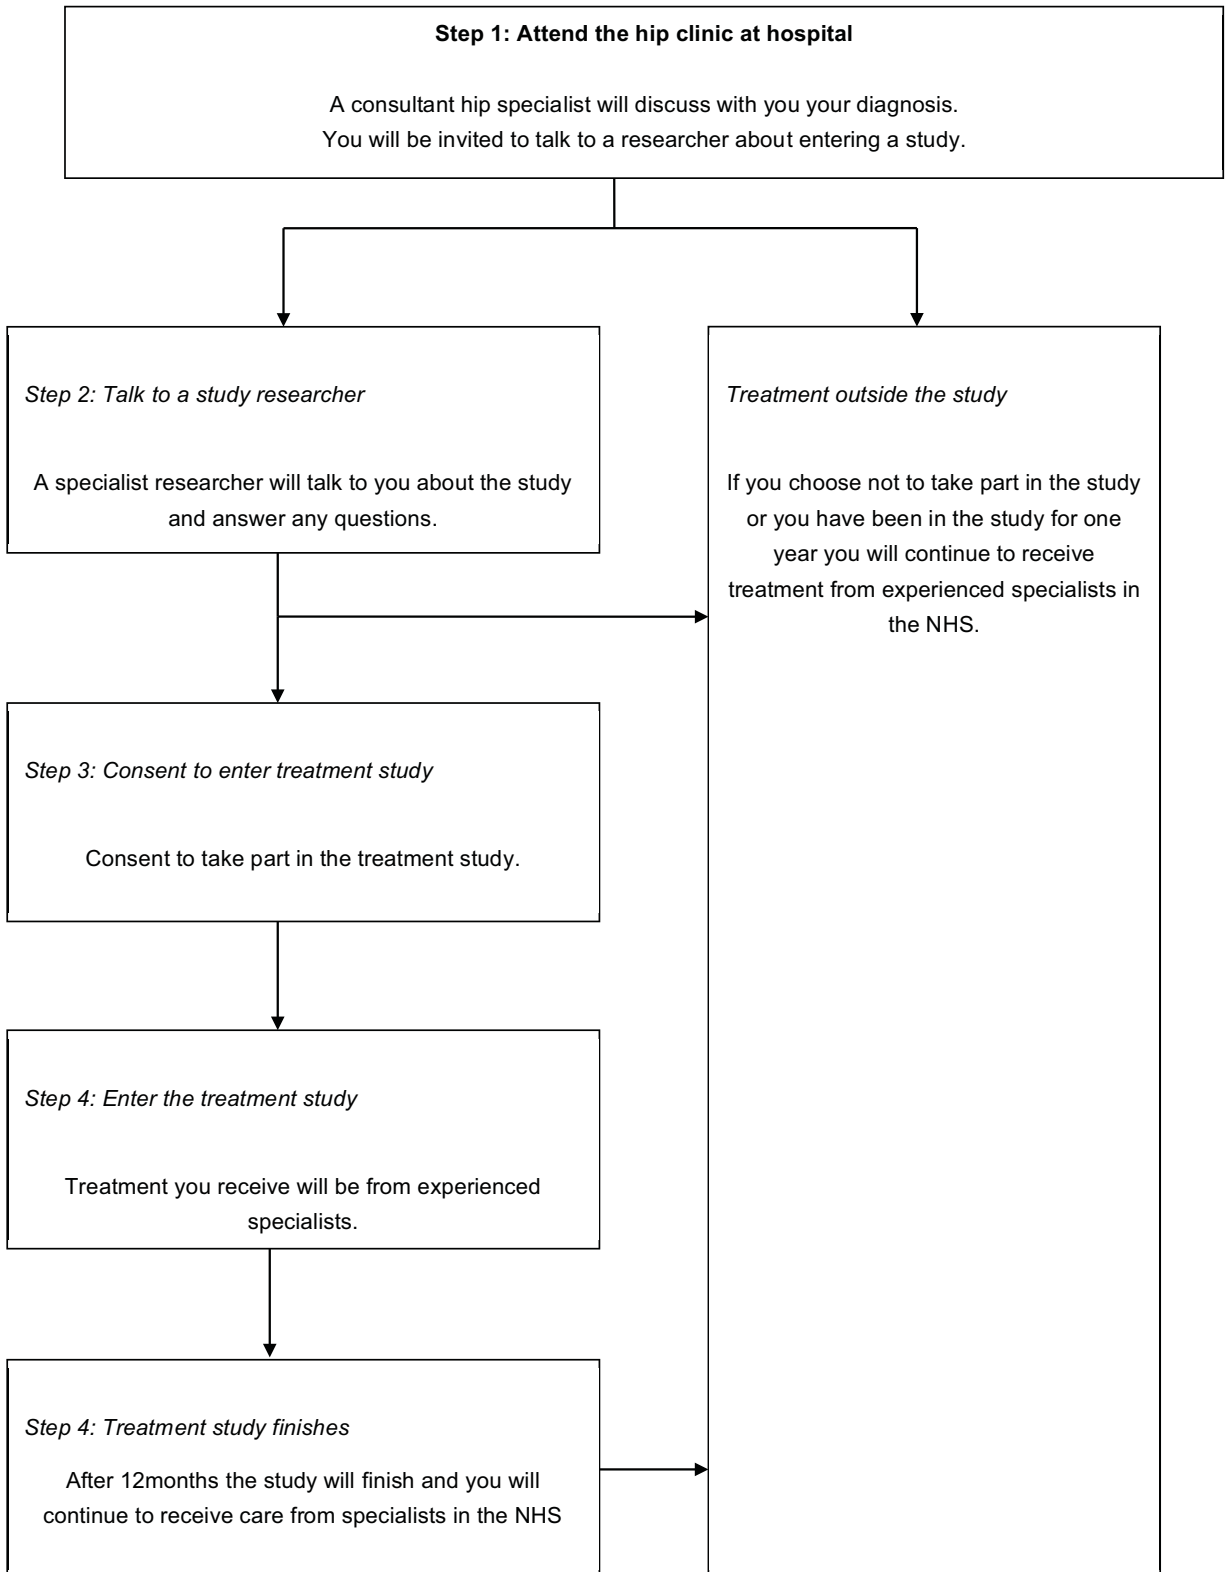 Step 1: Attend the hip clinic at hospital
A consultant hip specialist will discuss with you your diagnosis.
You will be invited to talk to a researcher about entering a study.
Step 2: Talk to a study researcher
A specialist researcher will talk to you about the study
and answer any questions.
Treatment outside the study
If you choose not to take part in the study
or you have been in the study for one
year you will continue to receive
treatment from experienced specialists in
the NHS.
Step 3: Consent to enter treatment study
Consent to take part in the treatment study.
Step 4: Enter the treatment study
Treatment you receive will be from experienced
specialists.
Step 4: Treatment study finishes
After 12months the study will finish and you will
continue to receive care from specialists in the NHS